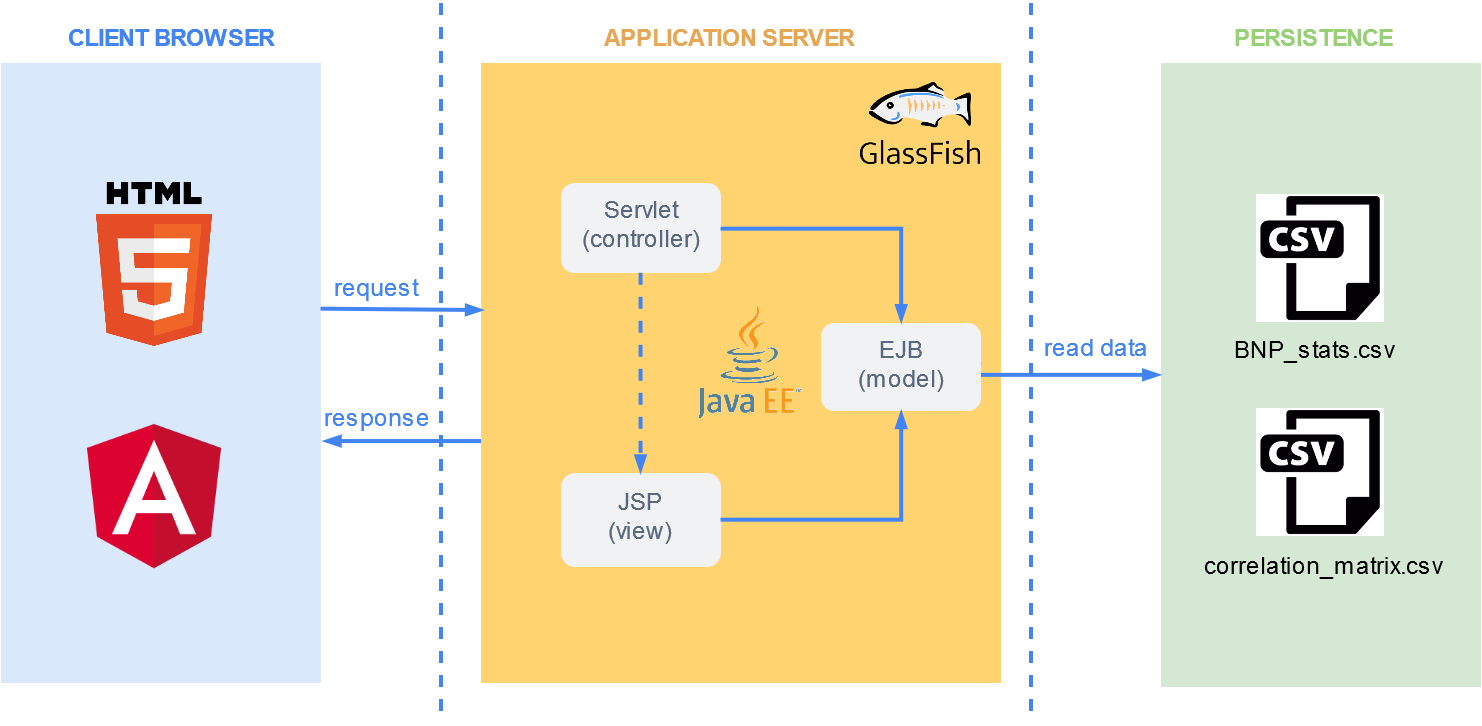 CLIENT BROWSER
APPLICATION SERVER
PERSISTENCE
HTML
5
request
response
A
GlassFish
Servlet
(controller)
Java EE™
EJB
(model)
JSP
(view)
read data
CSV
BNP_stats.csv
CSV
correlation_matrix.csv